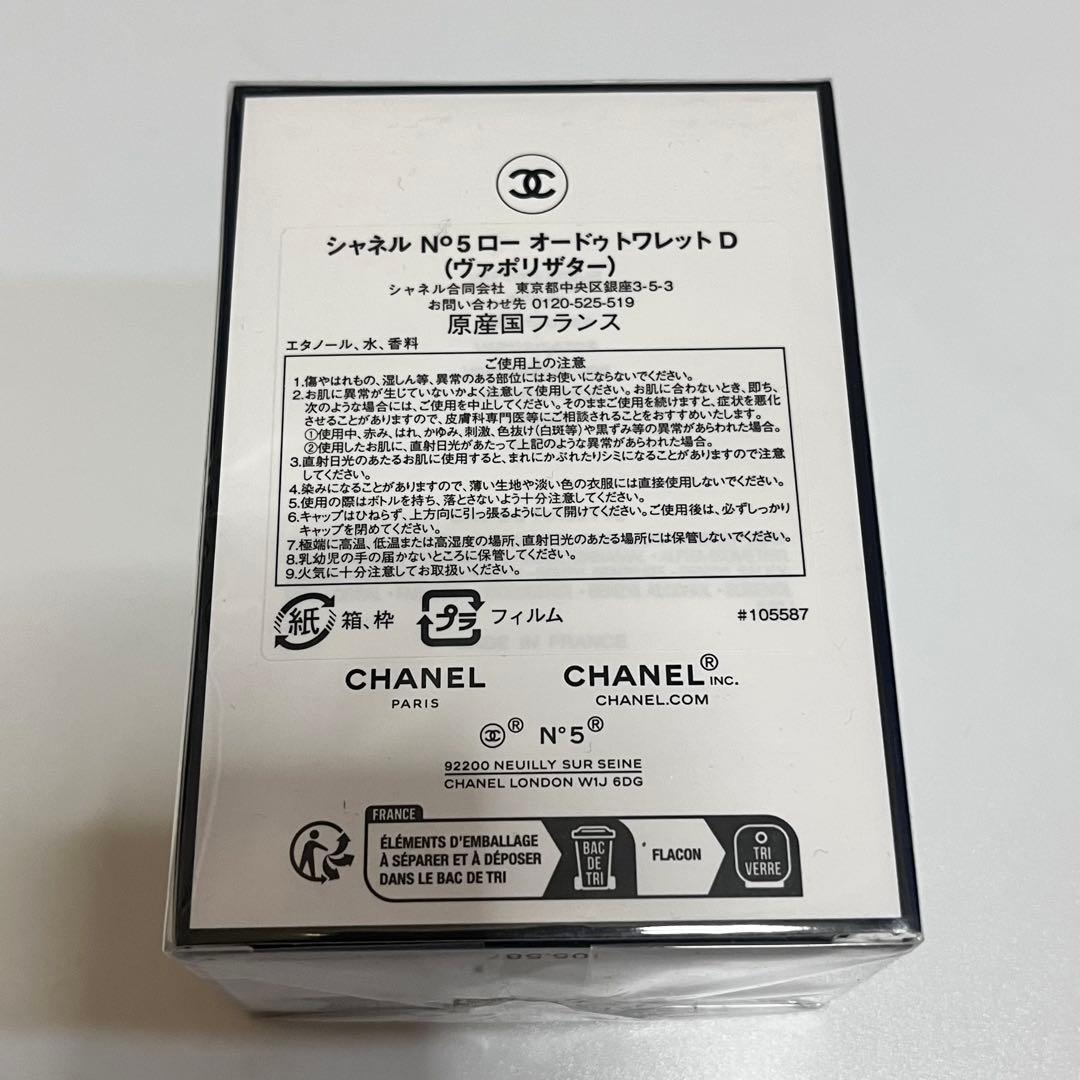 シャネル Nº5 ロー オードゥトワレット D
(ヴァポリザター)
シャネル合同会社 東京都中央区銀座3-5-3
お問い合わせ先 0120-525-519
原産国フランス
エタノール、水、香料
ご使用上の注意
1.傷やはれもの、湿しん等、異常のある部位にはお使いにならないでください。
2.お肌に異常が生じていないかよく注意して使用してください。お肌に合わないとき、即ち、
次のような場合には、ご使用を中止してください。そのままご使用を続けますと、症状を悪化
させることがありますので、皮膚科専門医等にご相談されることをおすすめいたします。
①使用中、赤み、はれ、かゆみ、刺激、色抜け(白斑等)や黒ずみ等の異常があらわれた場合。
②使用したお肌に、直射日光があたって上記のような異常があらわれた場合。
3.直射日光のあたるお肌に使用すると、まれにかぶれたりシミになることがありますので注意
してください。
4.染みになることがありますので、薄い生地や淡い色の衣服には直接使用しないでください。
5.使用の際はボトルを持ち、落とさないよう十分注意してください。
6.キャップはひねらず、上方向に引っ張るようにして開けてください。ご使用後は、必ずしっかり
キャップを閉めてください。
7.極端に高温、低温または高湿度の場所、直射日光のあたる場所には保管しないでください。
8.乳幼児の手の届かないところに保管してください。
9.火気に十分注意してお取扱いください。
紙 箱、枠 プラ フィルム #105587
CHANEL CHANEL® INC.
PARIS CHANEL.COM
® N°5®
92200 NEUILLY SUR SEINE
CHANEL LONDON W1J 6DG
FRANCE
ÉLÉMENTS D'EMBALLAGE
À SÉPARER ET À DÉPOSER
DANS LE BAC DE TRI
BAC
DE
TRI
FLACON
TRI
VERRE